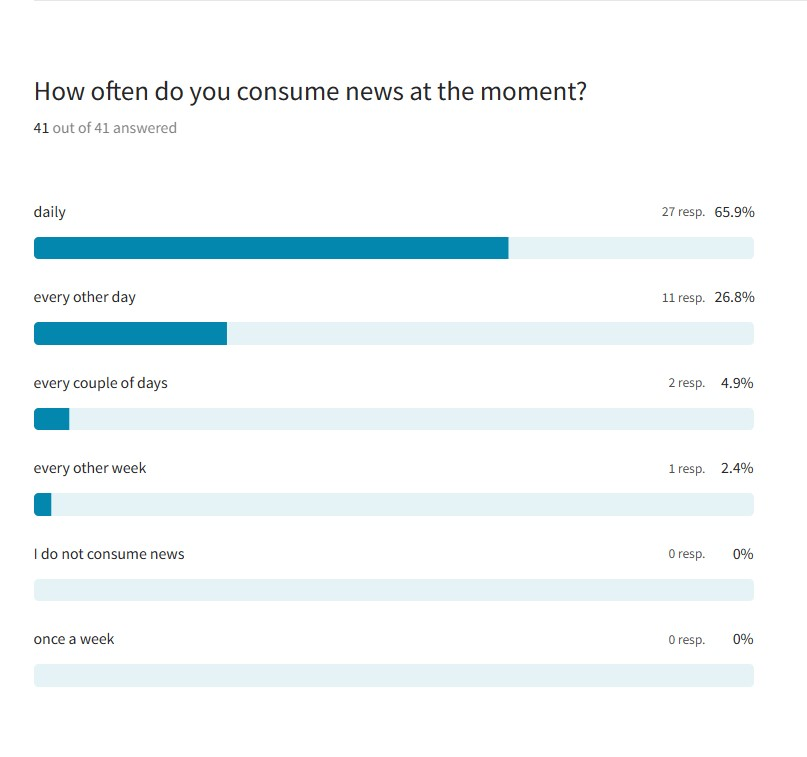 How often do you consume news at the moment?
41 out of 41 answered
daily 27 resp. 65.9%
every other day 11 resp. 26.8%
every couple of days 2 resp. 4.9%
every other week 1 resp. 2.4%
I do not consume news 0 resp. 0%
once a week 0 resp. 0%